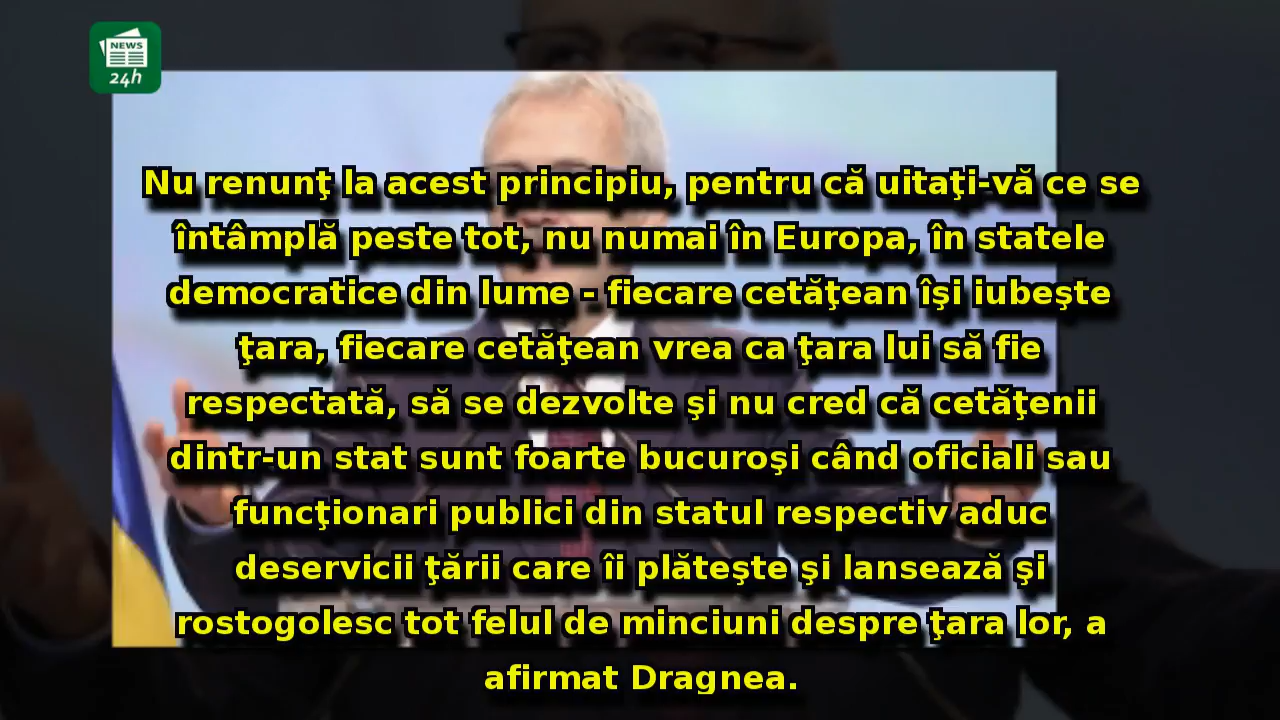 NEWS
24h
Nu renunţ la acest principiu, pentru că uitaţi-vă ce se
întâmplă peste tot, nu numai în Europa, în statele
democratice din lume - fiecare cetăţean îşi iubeşte
ţara, fiecare cetăţean vrea ca ţara lui să fie
respectată, să se dezvolte şi nu cred că cetăţenii
dintr-un stat sunt foarte bucuroşi când oficiali sau
funcţionari publici din statul respectiv aduc
deservicii ţării care îi plăteşte şi lansează şi
rostogolesc tot felul de minciuni despre ţara lor, a
afirmat Dragnea.